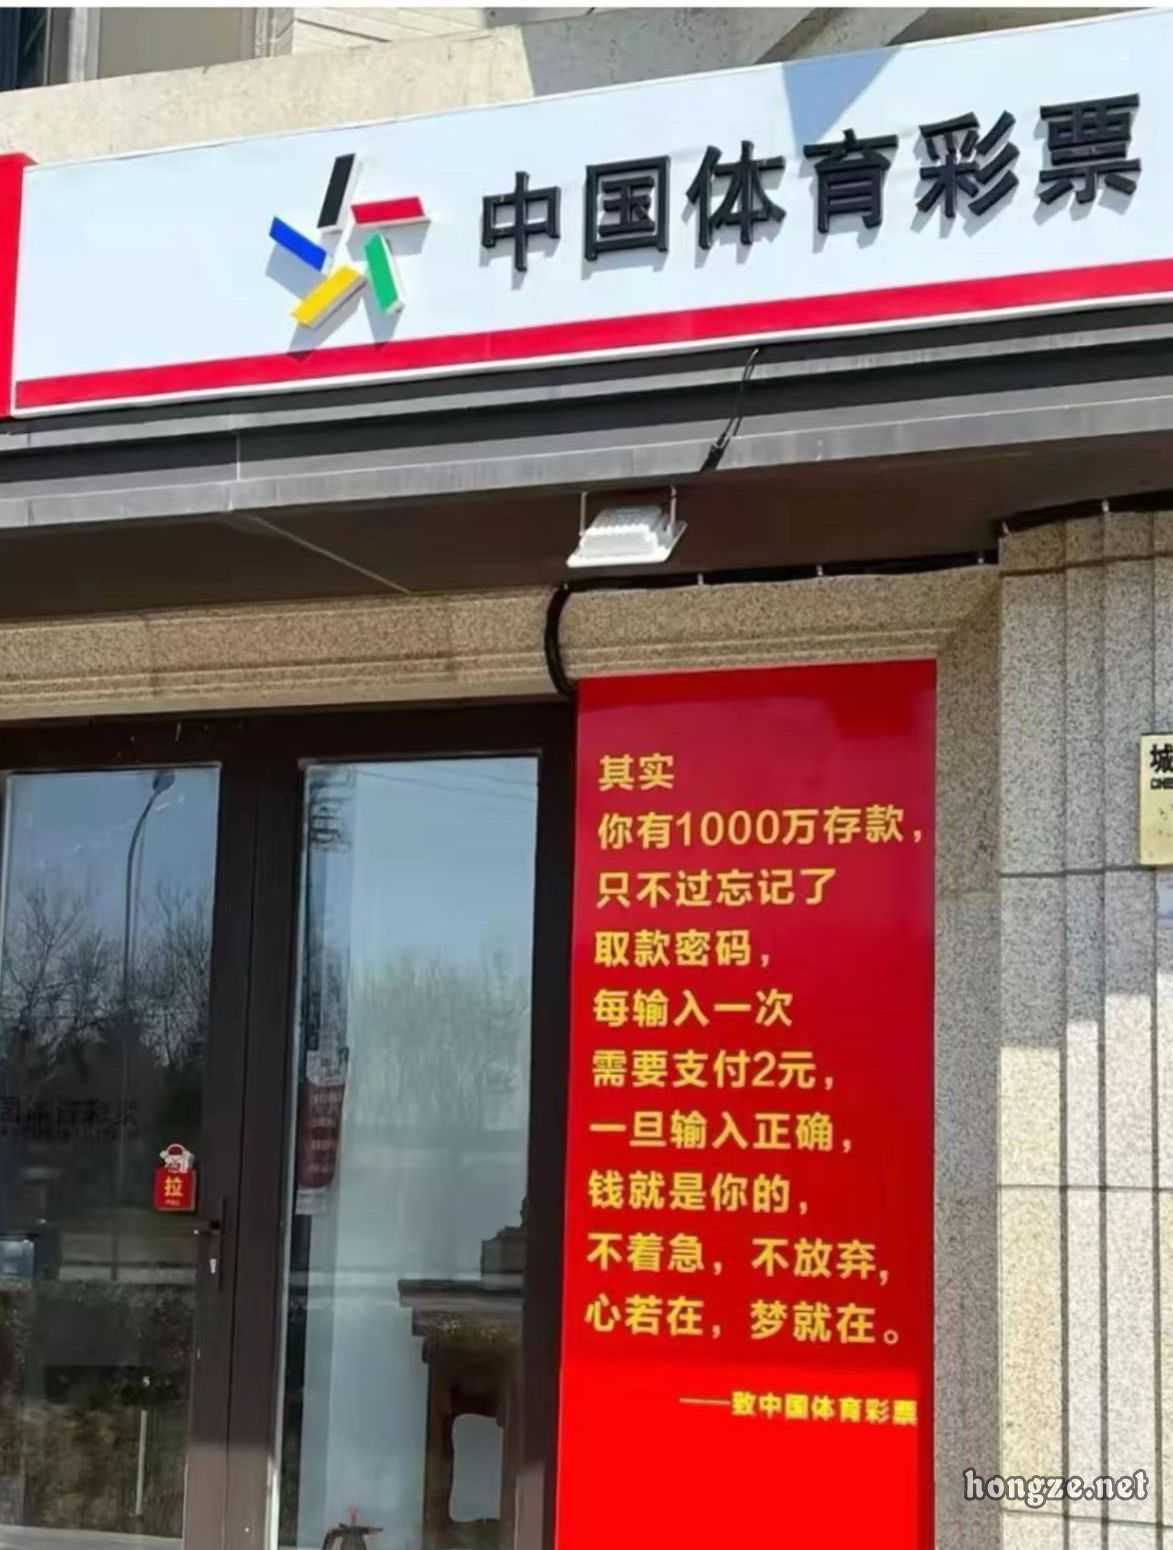 中国体育彩票
其实
你有1000万存款，
只不过忘记了
取款密码，
每输入一次
需要支付2元，
一旦输入正确，
钱就是你的，
不着急，不放弃，
心若在，梦就在。
——致中国体育彩票
拉
城
hongze.net